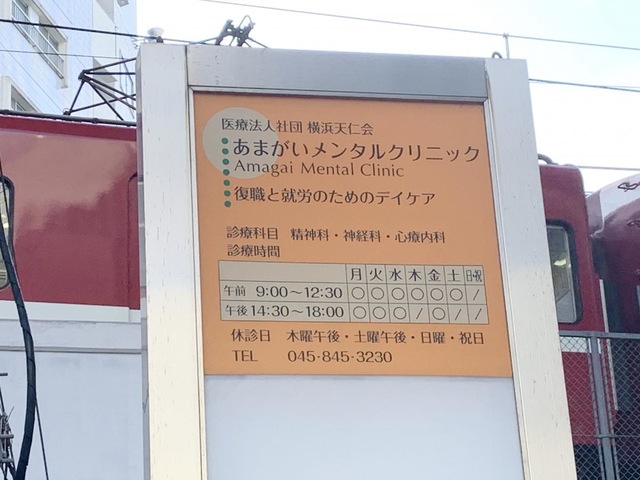 医療法人社団 横浜天仁会
あまがいメンタルクリニック
Amagai Mental Clinic
復職と就労のためのデイケア
診療科目 精神科・神経科・心療内科
診療時間
月 火 水 木 金 土 日・祝
午前 9:00～12:30 ○ ○ ○ ○ ○ ○ /
午後 14:30～18:00 ○ ○ ○ / ○ / /
休診日 木曜午後・土曜午後・日曜・祝日
TEL 045-845-3230